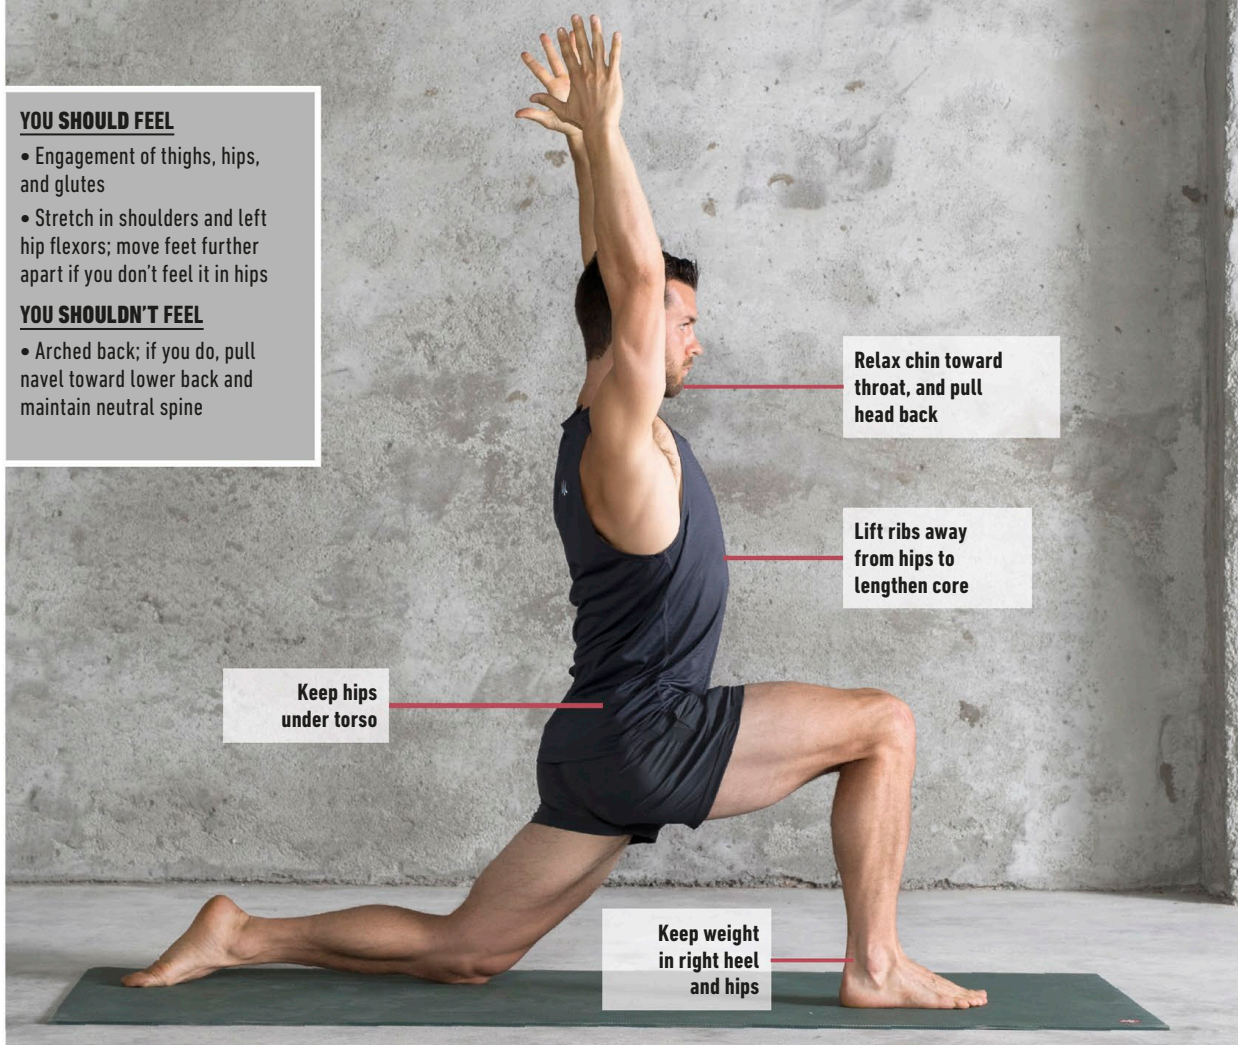 YOU SHOULD FEEL
• Engagement of thighs, hips,
and glutes
• Stretch in shoulders and left
hip flexors; move feet further
apart if you don't feel it in hips
YOU SHOULDN'T FEEL
• Arched back; if you do, pull
navel toward lower back and
maintain neutral spine
Relax chin toward
throat, and pull
head back
Lift ribs away
from hips to
lengthen core
Keep hips
under torso
Keep weight
in right heel
and hips